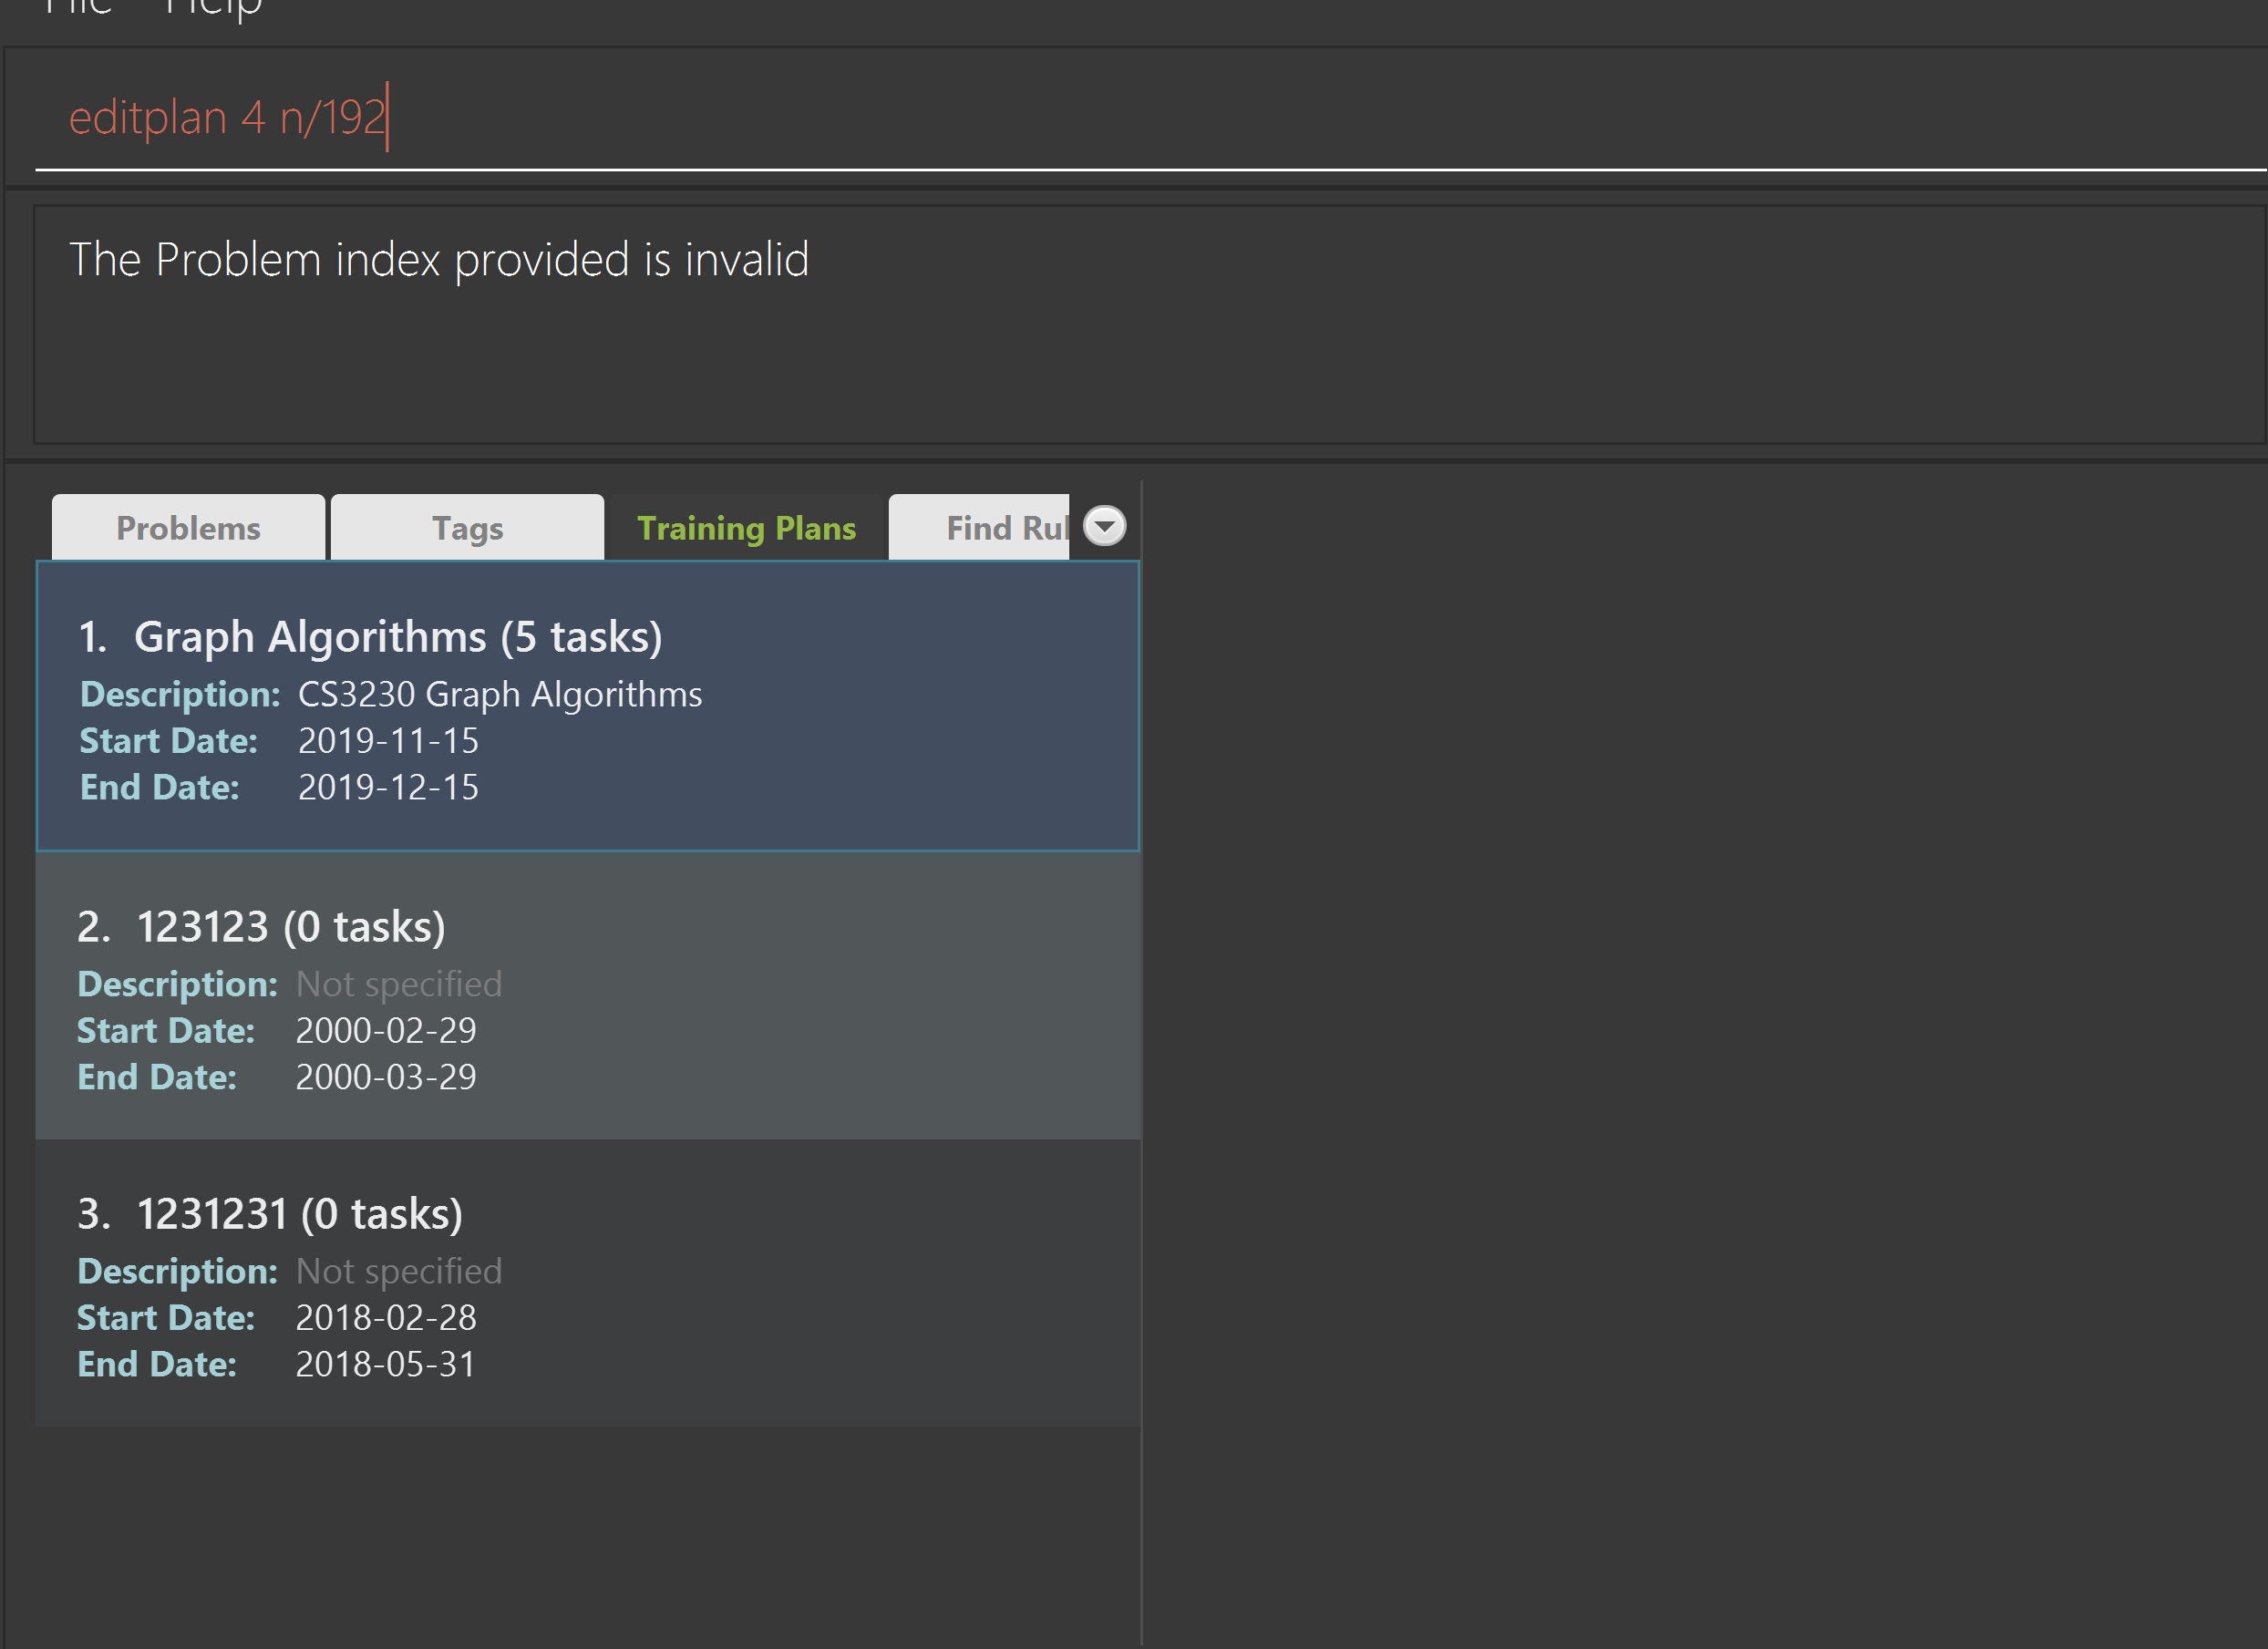 File Help
editplan 4 n/192
The Problem index provided is invalid
Problems Tags Training Plans Find Rul
1. Graph Algorithms (5 tasks)
Description: CS3230 Graph Algorithms
Start Date: 2019-11-15
End Date: 2019-12-15
2. 123123 (0 tasks)
Description: Not specified
Start Date: 2000-02-29
End Date: 2000-03-29
3. 1231231 (0 tasks)
Description: Not specified
Start Date: 2018-02-28
End Date: 2018-05-31